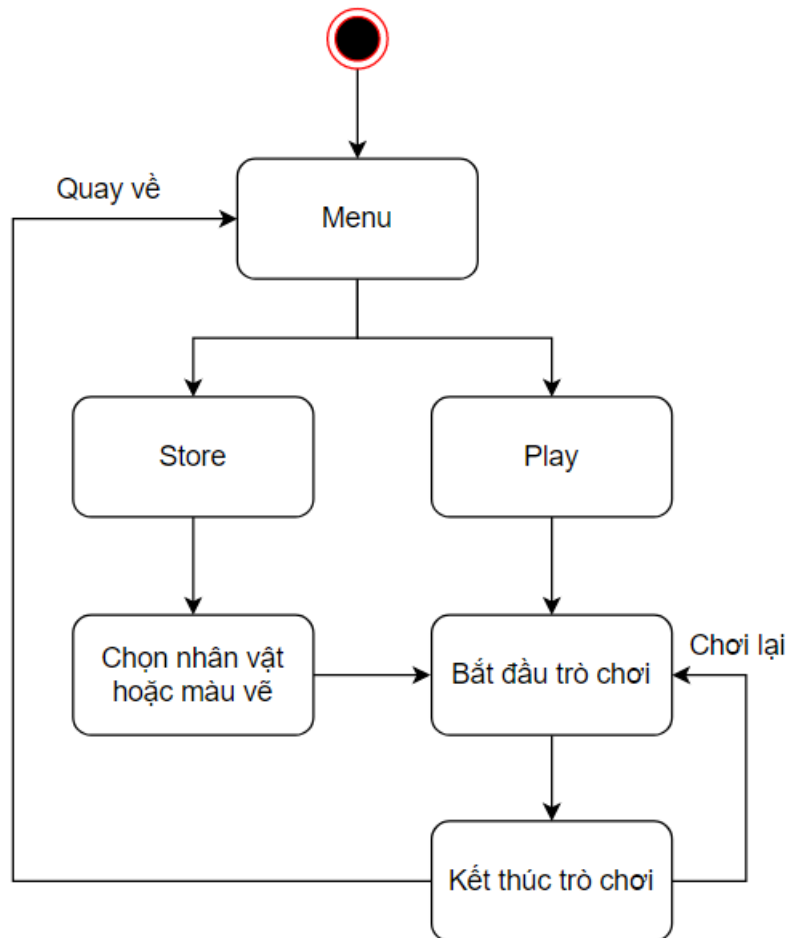 Quay về
Menu
Store
Play
Chọn nhân vật
hoặc màu vẽ
Bắt đầu trò chơi
Chơi lại
Kết thúc trò chơi